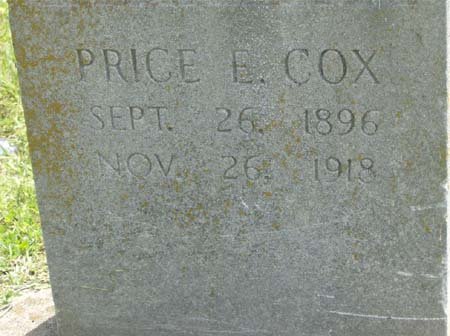 PRICE E. COX
SEPT. 26. 1896
NOV. 26. 1918